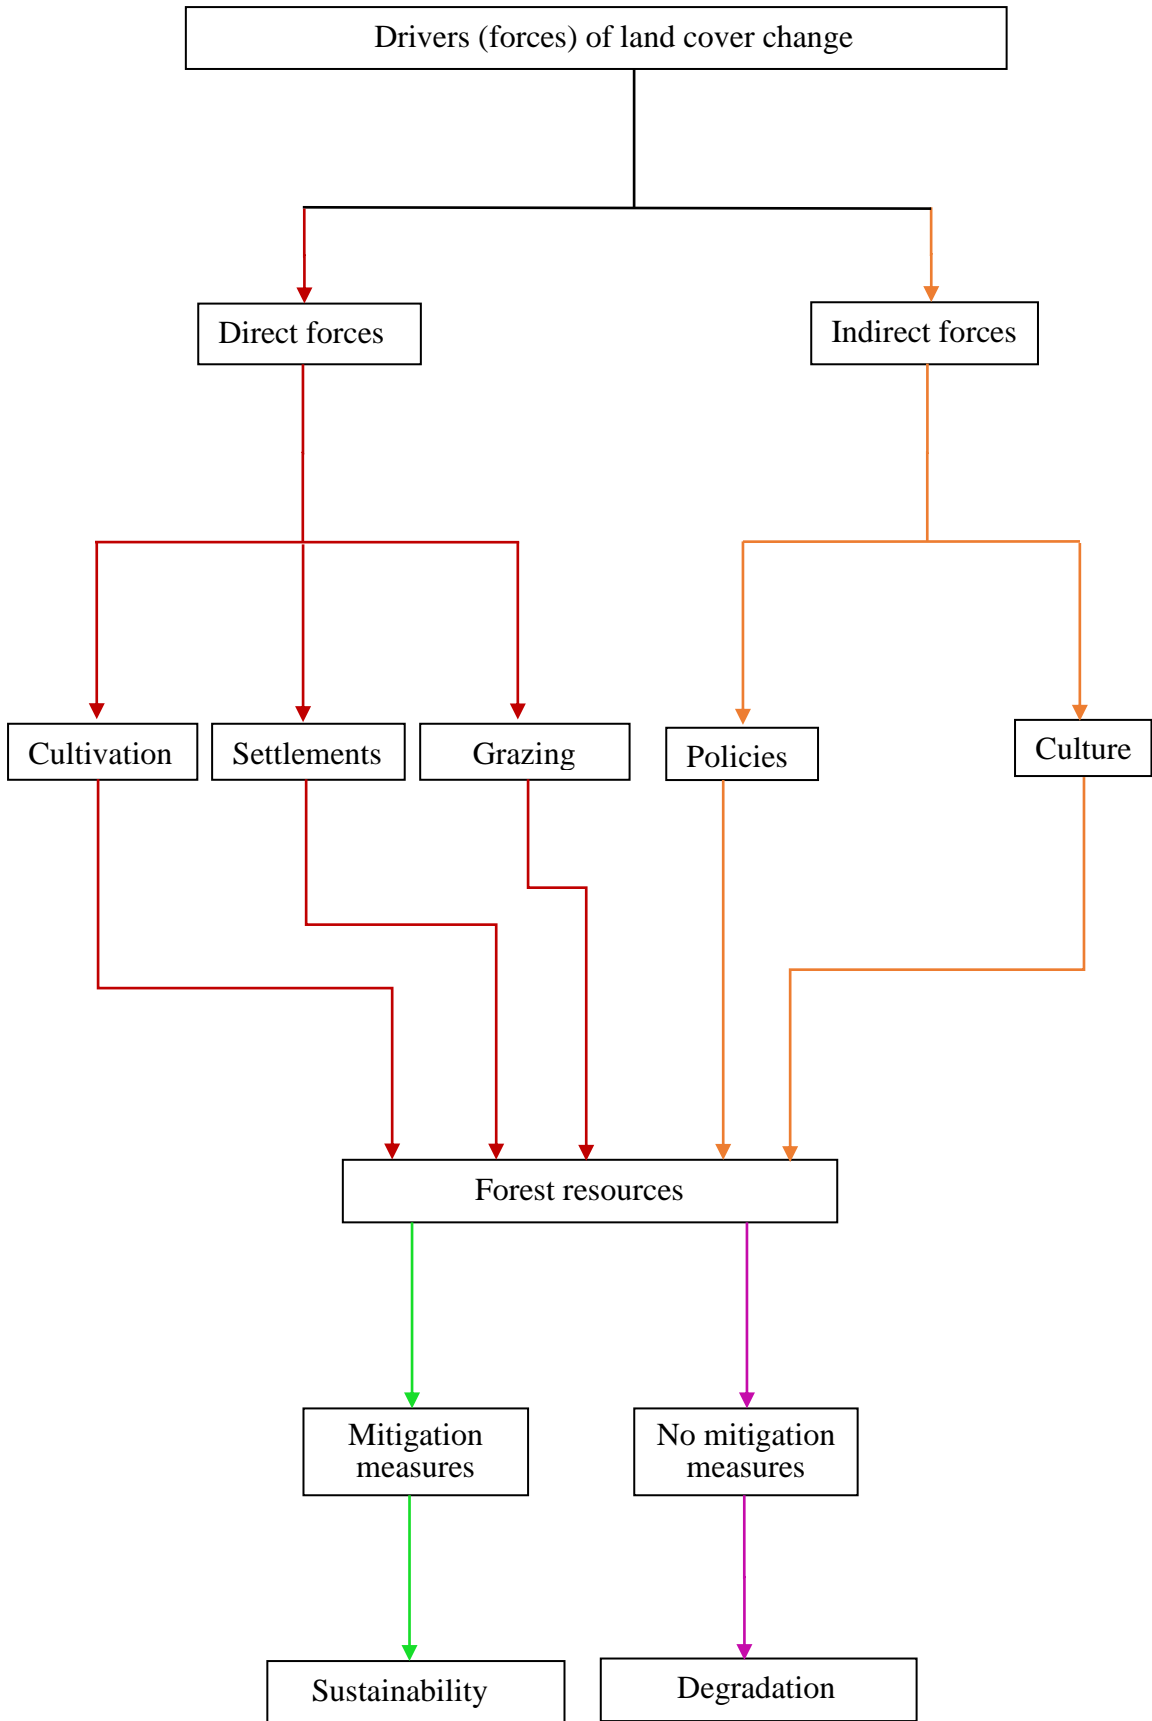 Drivers (forces) of land cover change
Direct forces
Indirect forces
Cultivation
Settlements
Grazing
Policies
Culture
Forest resources
Mitigation
measures
No mitigation
measures
Sustainability
Degradation